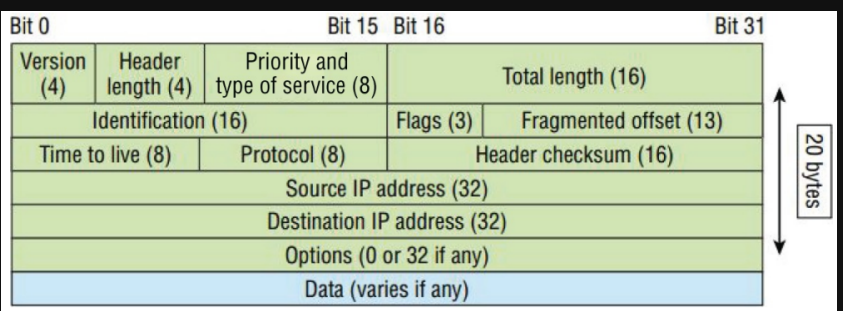 Bit 0 Bit 15 Bit 16 Bit 31
Version (4)
Header length (4)
Priority and type of service (8)
Total length (16)
Identification (16)
Flags (3)
Fragmented offset (13)
Time to live (8)
Protocol (8)
Header checksum (16)
Source IP address (32)
Destination IP address (32)
Options (0 or 32 if any)
Data (varies if any)
20 bytes